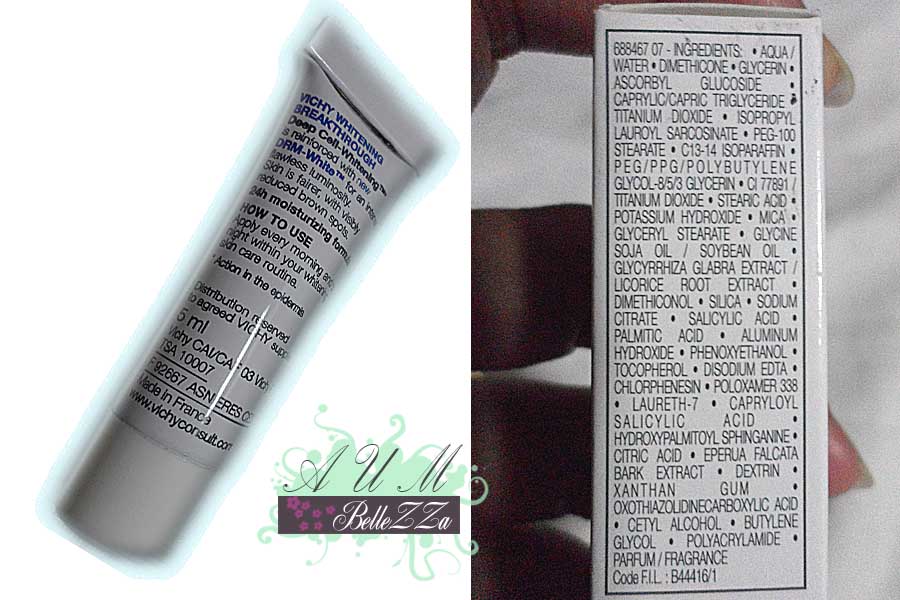 VICHY WHITENING
BREAKTHROUGH
Deep Cell-Whitening™
is reinforced with new
DRM-White™ for an
flawless luminosity.
Skin is fairer, with visibly
reduced brown spots.
24h moisturizing
HOW TO USE
Apply every morning
night within your
skin care routine.
*Action in the epidermis
Distribution reserved
to agreed VICHY
5 ml
Vichy CAI/CAF 03 Vichy
TSA 10007
F 92667 ASNIERES
Made in France
www.vichyconsult.com
AUM
BelleZZa
688467 07 - INGREDIENTS: • AQUA /
WATER • DIMETHICONE • GLYCERIN •
ASCORBYL GLUCOSIDE •
CAPRYLIC/CAPRIC TRIGLYCERIDE •
TITANIUM DIOXIDE • ISOPROPYL
LAUROYL SARCOSINATE • PEG-100
STEARATE • C13-14 ISOPARAFFIN •
PEG/PPG/POLYBUTYLENE
GLYCOL-8/5/3 GLYCERIN • CI 77891 /
TITANIUM DIOXIDE • STEARIC ACID •
POTASSIUM HYDROXIDE • MICA •
GLYCERYL STEARATE • GLYCINE
SOJA OIL / SOYBEAN OIL •
GLYCYRRHIZA GLABRA EXTRACT /
LICORICE ROOT EXTRACT •
DIMETHICONOL • SILICA • SODIUM
CITRATE • SALICYLIC ACID •
PALMITIC ACID • ALUMINUM
HYDROXIDE • PHENOXYETHANOL •
TOCOPHEROL • DISODIUM EDTA •
CHLORPHENESIN • POLOXAMER 338
• LAURETH-7 • CAPRYLOYL
SALICYLIC ACID •
HYDROXYPALMITOYL SPHINGANINE •
CITRIC ACID • EPERUA FALCATA
BARK EXTRACT • DEXTRIN •
XANTHAN GUM •
OXOTHIAZOLIDINECARBOXYLIC ACID
• CETYL ALCOHOL • BUTYLENE
GLYCOL • POLYACRYLAMIDE •
PARFUM / FRAGRANCE
Code F.I.L. : B44416/1